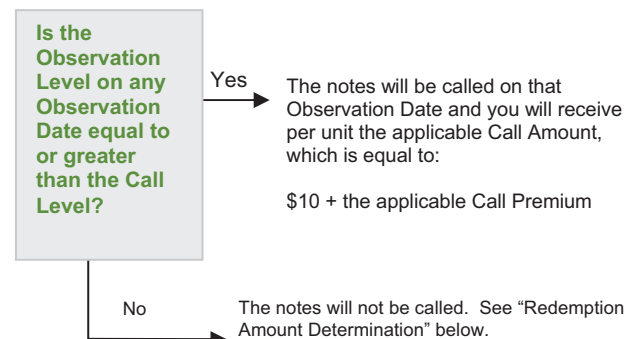 Is the
Observation
Level on any
Observation
Date equal to
or greater
than the Call
Level?
Yes
The notes will be called on that
Observation Date and you will receive
per unit the applicable Call Amount,
which is equal to:
$10 + the applicable Call Premium
No
The notes will not be called. See “Redemption
Amount Determination” below.